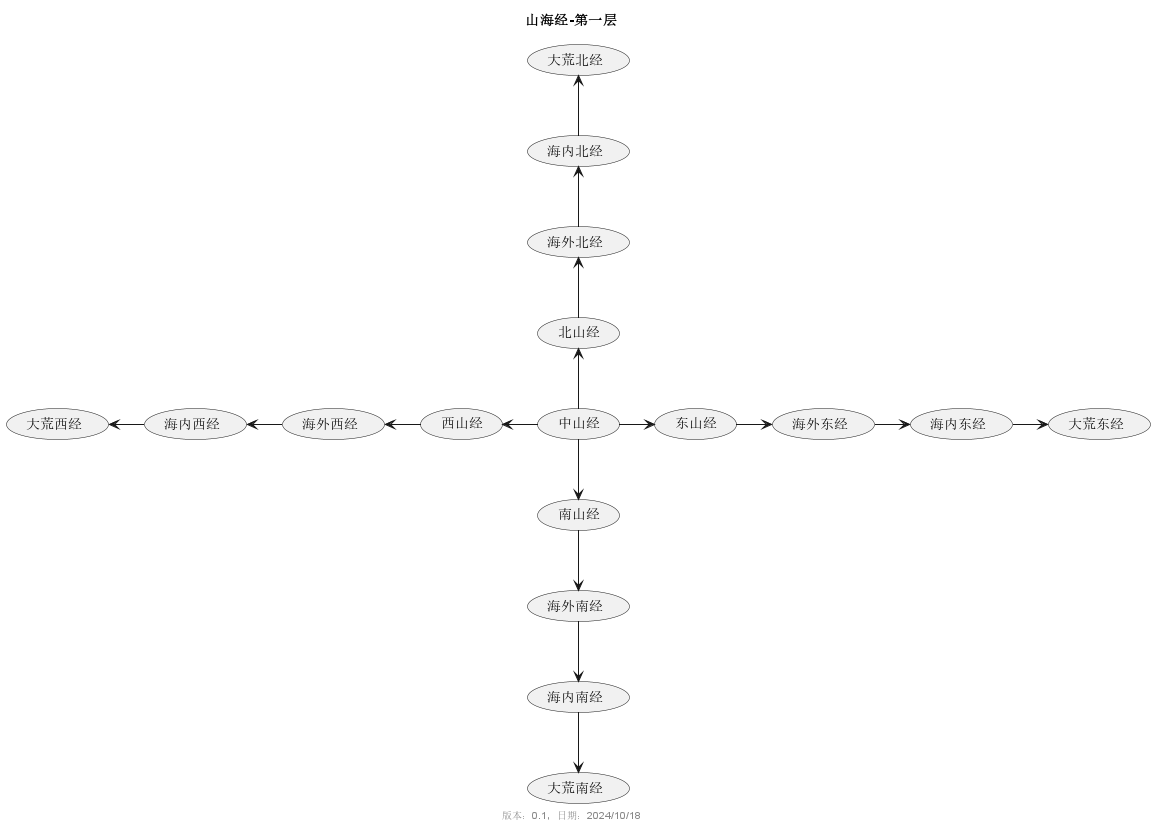 山海经-第一层
大荒北经
海内北经
海外北经
北山经
大荒西经
海内西经
海外西经
西山经
中山经
东山经
海外东经
海内东经
大荒东经
南山经
海外南经
海内南经
大荒南经
版本: 0.1, 日期: 2024/10/18